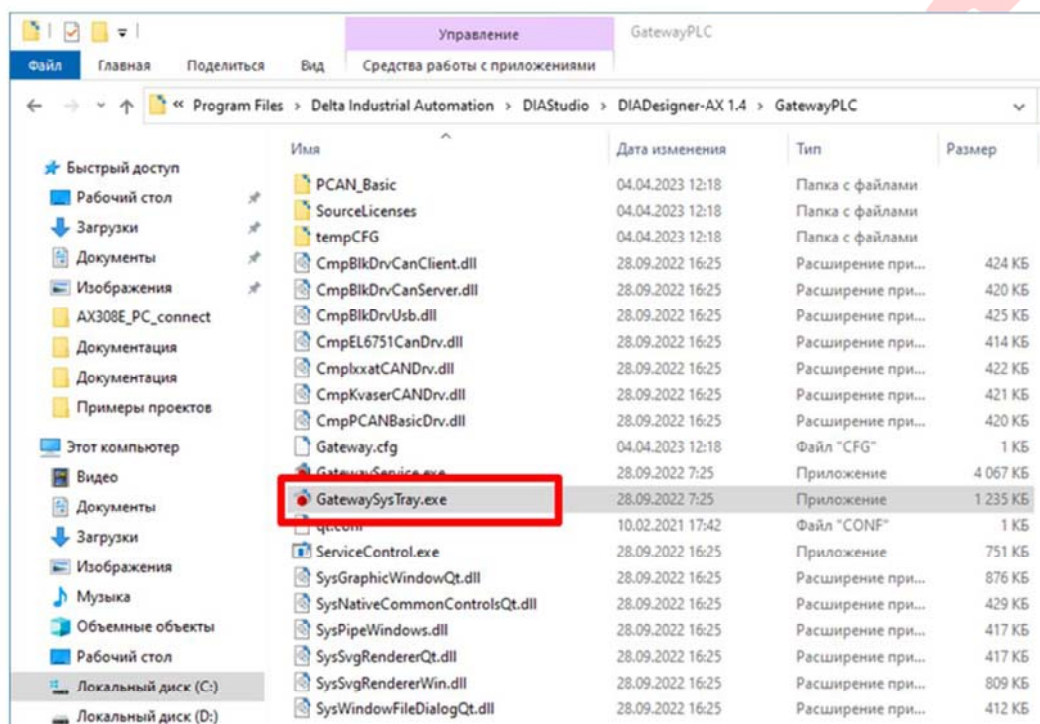 Управление
GatewayPLC
Файл Главная Поделиться Вид Средства работы с приложениями
« Program Files › Delta Industrial Automation › DIAStudio › DIADesigner-AX 1.4 › GatewayPLC
Имя Дата изменения Тип Размер
Быстрый доступ
Рабочий стол
Загрузки
Документы
Изображения
AX308E_PC_connect
Документация
Документация
Примеры проектов
Этот компьютер
Видео
Документы
Загрузки
Изображения
Музыка
Объемные объекты
Рабочий стол
Локальный диск (C:)
Локальный диск (D:)
PCAN_Basic 04.04.2023 12:18 Папка с файлами
SourceLicenses 04.04.2023 12:18 Папка с файлами
tempCFG 04.04.2023 12:18 Папка с файлами
CmpBlkDrvCanClient.dll 28.09.2022 16:25 Расширение при... 424 КБ
CmpBlkDrvCanServer.dll 28.09.2022 16:25 Расширение при... 420 КБ
CmpBlkDrvUsb.dll 28.09.2022 16:25 Расширение при... 425 КБ
CmpEL6751CanDrv.dll 28.09.2022 16:25 Расширение при... 414 КБ
CmpIxxatCANDrv.dll 28.09.2022 16:25 Расширение при... 422 КБ
CmpKvaserCANDrv.dll 28.09.2022 16:25 Расширение при... 421 КБ
CmpPCANBasicDrv.dll 28.09.2022 16:25 Расширение при... 420 КБ
Gateway.cfg 04.04.2023 12:18 Файл "CFG" 1 КБ
GatewayService.exe 28.09.2022 7:25 Приложение 4 067 КБ
GatewaySysTray.exe 28.09.2022 7:25 Приложение 1 235 КБ
qt.conf 10.02.2021 17:42 Файл "CONF" 1 КБ
ServiceControl.exe 28.09.2022 16:25 Приложение 751 КБ
SysGraphicWindowQt.dll 28.09.2022 16:25 Расширение при... 876 КБ
SysNativeCommonControlsQt.dll 28.09.2022 16:25 Расширение при... 429 КБ
SysPipeWindows.dll 28.09.2022 16:25 Расширение при... 417 КБ
SysSvgRendererQt.dll 28.09.2022 16:25 Расширение при... 417 КБ
SysSvgRendererWin.dll 28.09.2022 16:25 Расширение при... 809 КБ
SysWindowFileDialogQt.dll 28.09.2022 16:25 Расширение при... 412 КБ